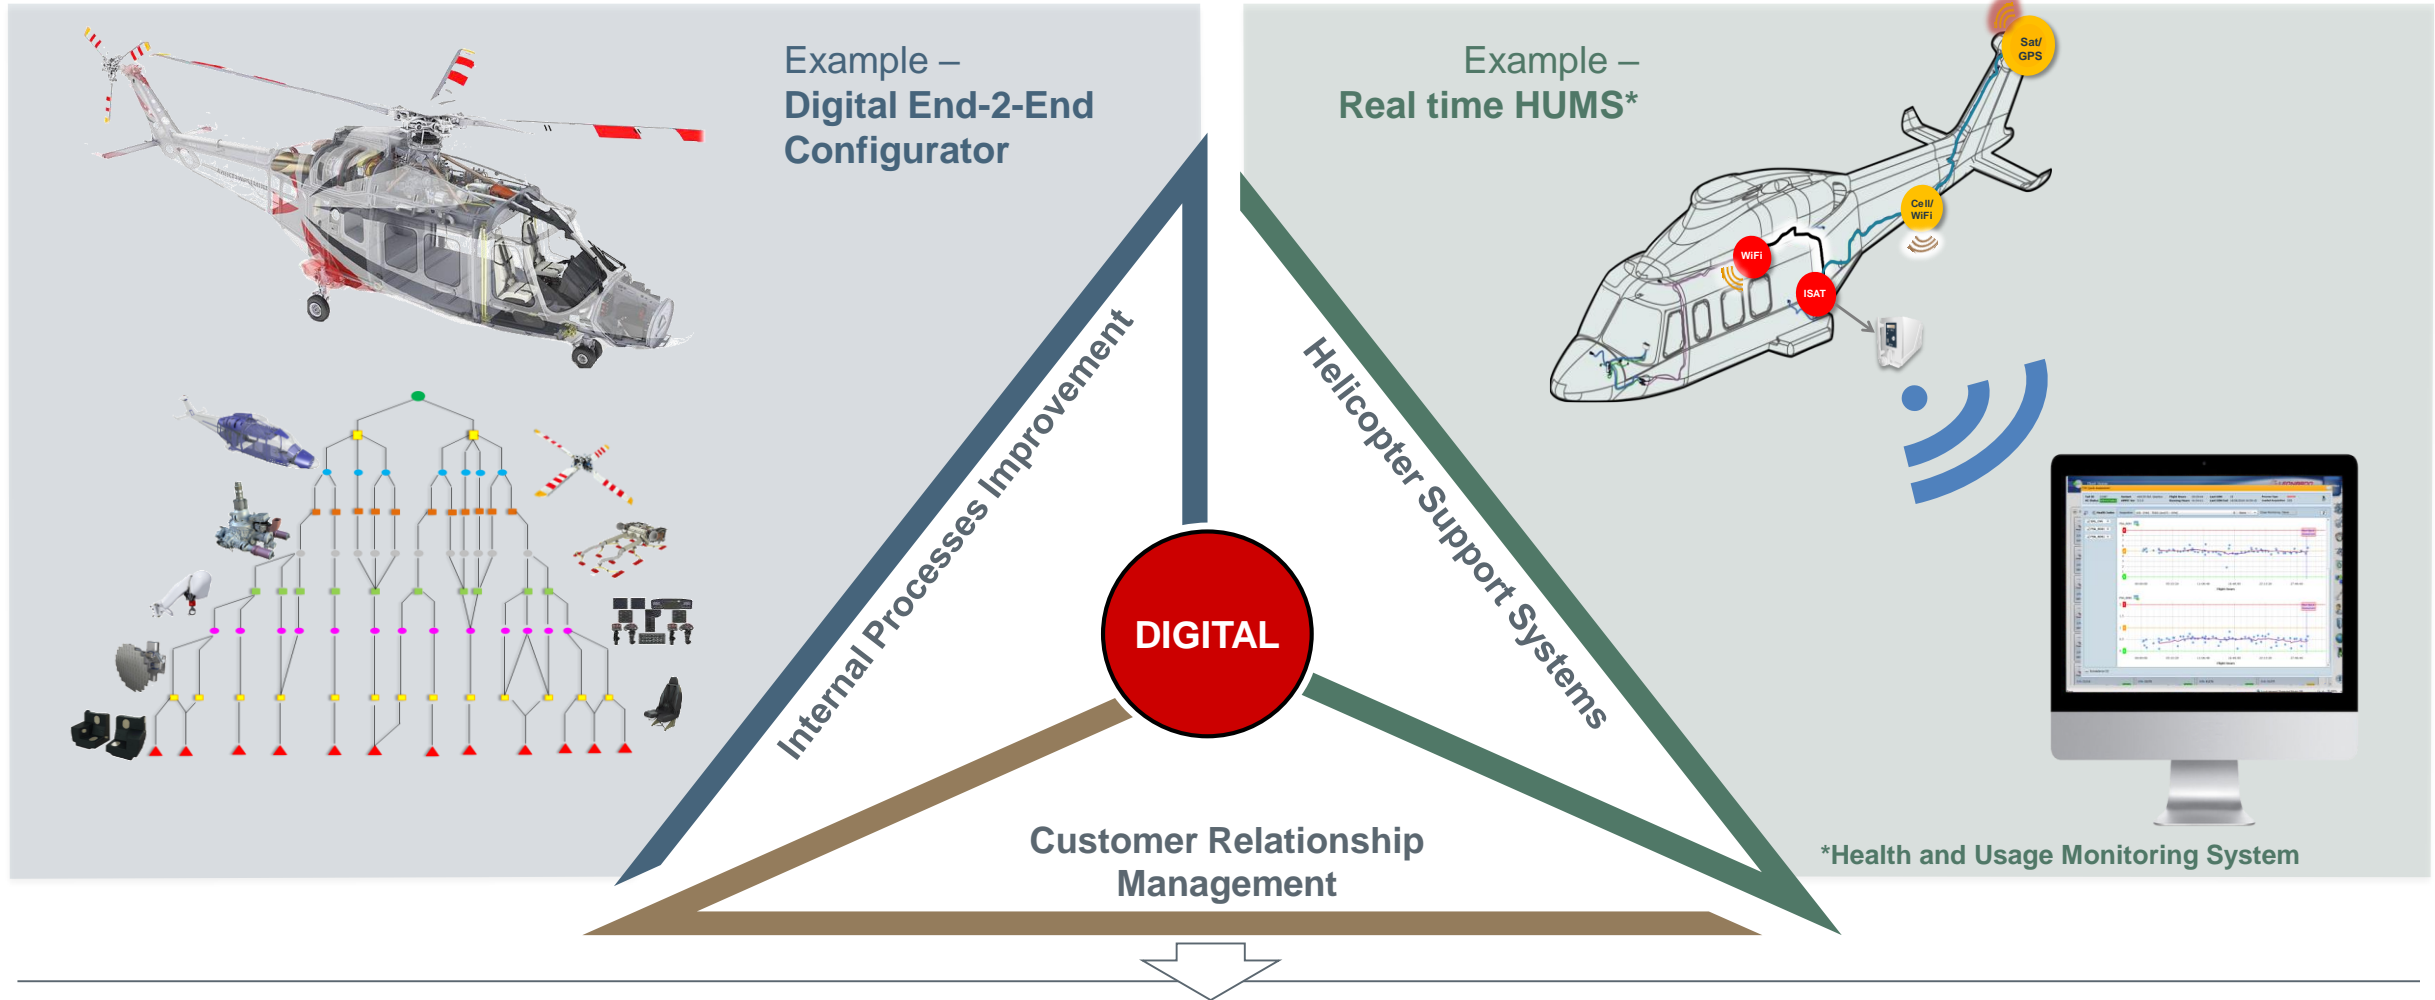 Example –
Digital End-2-End
Configurator
Example –
Real time HUMS*
Sat/
GPS
Cell/
WiFi
WiFi
ISAT
Internal Processes Improvement
Helicopter Support Systems
DIGITAL
Customer Relationship
Management
*Health and Usage Monitoring System